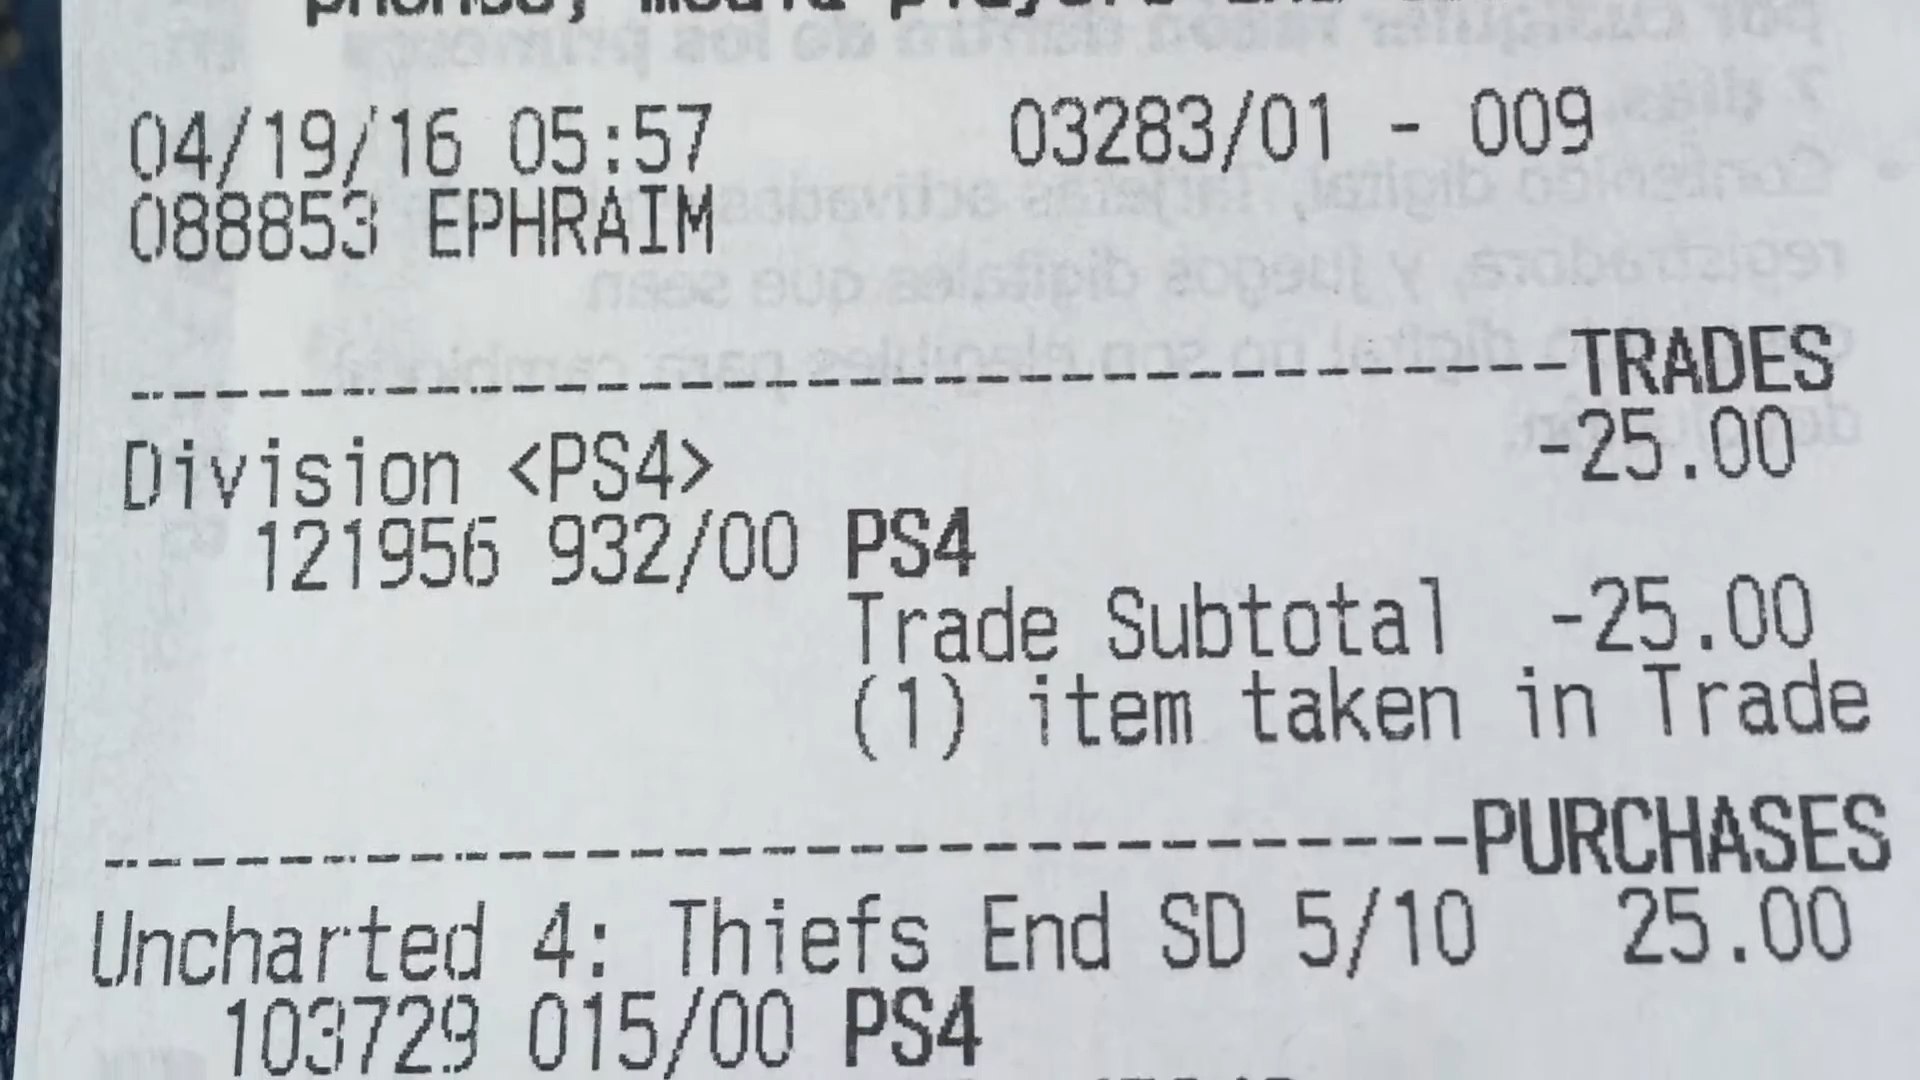 04/19/16 05:57 03283/01 - 009
088853 EPHRAIM
--------------------------------TRADES
Division <PS4> -25.00
121956 932/00 PS4
Trade Subtotal -25.00
(1) item taken in Trade
--------------------------------PURCHASES
Uncharted 4: Thiefs End SD 5/10 25.00
103729 015/00 PS4